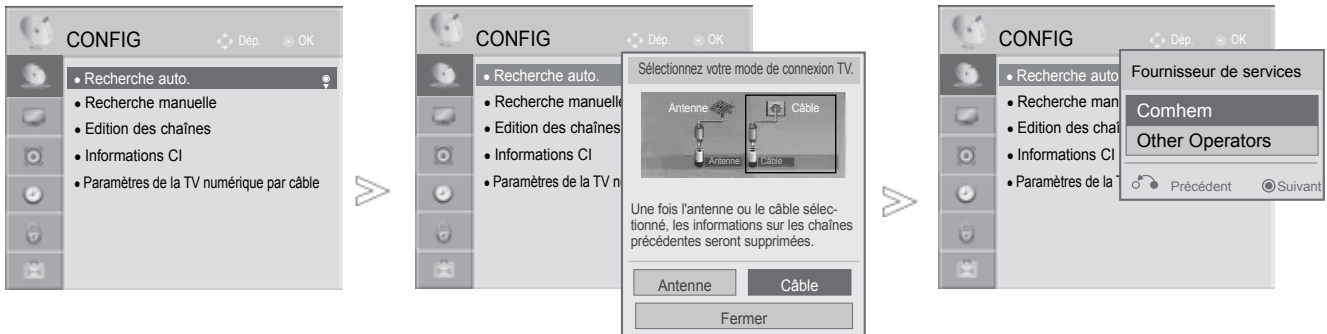 CONFIG
Dép. OK
• Recherche auto.
• Recherche manuelle
• Edition des chaînes
• Informations CI
• Paramètres de la TV numérique par câble
CONFIG
Dép. OK
• Recherche auto.
• Recherche manuelle
• Edition des chaînes
• Informations CI
• Paramètres de la TV n
Sélectionnez votre mode de connexion TV.
Antenne Câble
Antenne Câble
Une fois l'antenne ou le câble sélec-
tionné, les informations sur les chaînes
précédentes seront supprimées.
Antenne Câble
Fermer
CONFIG
Dép. OK
• Recherche auto
• Recherche man
• Edition des chaî
• Informations CI
• Paramètres de la T
Fournisseur de services
Comhem
Other Operators
Précédent Suivant